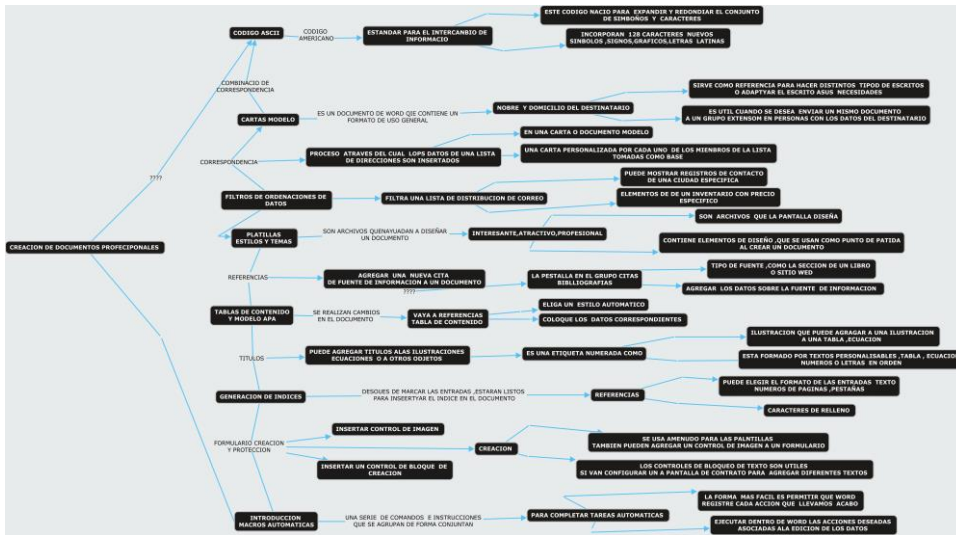 ESTE CODIGO NACIO PARA EXPANDIR Y REDONDIAR EL CONJUNTO
DE SIMBOÑOS Y CARACTERES
CODIGO ASCII
CODIGO
AMERICANO
ESTANDAR PARA EL INTERCANBIO DE
INFORMACIO
INCORPORAN 128 CARACTERES NUEVOS
SINBOLOS ,SIGNOS,GRAFICOS,LETRAS LATINAS
COMBINACIO DE
CORRESPONDENCIA
SIRVE COMO REFERENCIA PARA HACER DISTINTOS TIPOD DE ESCRITOS
O ADAPTYAR EL ESCRITO ASUS NECESIDADES
CARTAS MODELO
ES UN DOCUMENTO DE WORD QIE CONTIENE UN
FORMATO DE USO GENERAL
NOBRE Y DOMICILIO DEL DESTINATARIO
ES UTIL CUANDO SE DESEA ENVIAR UN MISMO DOCUMENTO
A UN GRUPO EXTENSOM EN PERSONAS CON LOS DATOS DEL DESTINATARIO
EN UNA CARTA O DOCUMENTO MODELO
CORRESPONDENCIA
PROCESO ATRAVES DEL CUAL LOPS DATOS DE UNA LISTA
DE DIRECCIONES SON INSERTADOS
UNA CARTA PERSONALIZADA POR CADA UNO DE LOS MIEMBROS DE LA LISTA
TOMADAS COMO BASE
????
PUEDE MOSTRAR REGISTROS DE CONTACTO
DE UNA CIUDAD ESPECIFICA
FILTROS DE ORDENACIONES DE
DATOS
FILTRA UNA LISTA DE DISTRIBUTION DE CORREO
ELEMENTOS DE DE UN INVENTARIO CON PRECIO
ESPECIFICO
SON ARCHIVOS QUE LA PANTALLA DISEÑA
PLATILLAS
ESTILOS Y TEMAS
SON ARCHIVOS QUENAYUADAN A DISEÑAR
UN DOCUMENTO
INTERESANTE,ATRACTIVO,PROFESIONAL
CONTIENE ELEMENTOS DE DISEÑO ,QUE SE USAN COMO PUNTO DE PATIDA
AL CREAR UN DOCUMENTO
CREACION DE DOCUMENTOS PROFECIPONALES
REFERENCIAS
AGREGAR UNA NUEVA CITA
DE FUENTE DE INFORMACION A UN DOCUMENTO
????
LA PESTALLA EN EL GRUPO CITAS
BIBLLIOGRAFIAS
TIPO DE FUENTE ,COMO LA SECCION DE UN LIBRO
O SITIO WED
AGREGAR LOS DATOS SOBRE LA FUENTE DE INFORMACION
TABLAS DE CONTENIDO
Y MODELO APA
SE REALIZAN CAMBIOS
EN EL DOCUMENTO
VAYA A REFERENCIAS
TABLA DE CONTENIDO
ELIGA UN ESTILO AUTOMATICO
COLOQUE LOS DATOS CORRESPONDIENTES
ILUSTRACION QUE PUEDE AGRAGAR A UNA ILUSTRACION
A UNA TABLA ,ECUACION
TITULOS
PUEDE AGREGAR TITULOS ALAS ILUSTRACIONES
ECUACIONES O A OTROS ODJETOS
ES UNA ETIQUETA NUMERADA COMO
ESTA FORMADO POR TEXTOS PERSONALISABLES ,TABLA , ECUACION
NUMEROS O LETRAS EN ORDEN
PUEDE ELEGIR EL FORMATO DE LAS ENTRADAS TEXTO
NUMEROS DE PAGINAS ,PESTAÑAS
GENERACION DE INDICES
DESQUES DE MARCAR LAS ENTRADAS ,ESTARAN LISTOS
PARA INSEERTYAR EL INDICE EN EL DOCUMENTO
REFERENCIAS
CARACTERES DE RELLENO
INSERTAR CONTROL DE IMAGEN
FORMULARIO CREACION
Y PROTECCION
CREACION
SE USA AMENUDO PARA LAS PALNTILLAS
TAMBIEN PUEDEN AGREGAR UN CONTROL DE IMAGEN A UN FORMULARIO
INSERTAR UN CONTROL DE BLOQUE DE
CREACION
LOS CONTROLES DE BLOQUEO DE TEXTO SON UTILES
SI VAN CONFIGURAR UN A PANTALLA DE CONTRATO PARA AGREGAR DIFERENTES TEXTOS
LA FORMA MAS FACIL ES PERMITIR QUE WORD
REGISTRE CADA ACCION QUE LLEVAMOS ACABO
INTRODUCCION
MACROS AUTOMATICAS
UNA SERIE DE COMANDOS E INSTRUCCIONES
QUE SA AGRUPAN DE FORMA CONJUNTAN
PARA COMPLETAR TAREAS AUTOMATICAS
EJECUTAR DENTRO DE WORD LAS ACCIONES DESEADAS
ASOCIADAS ALA EDICION DE LOS DATOS